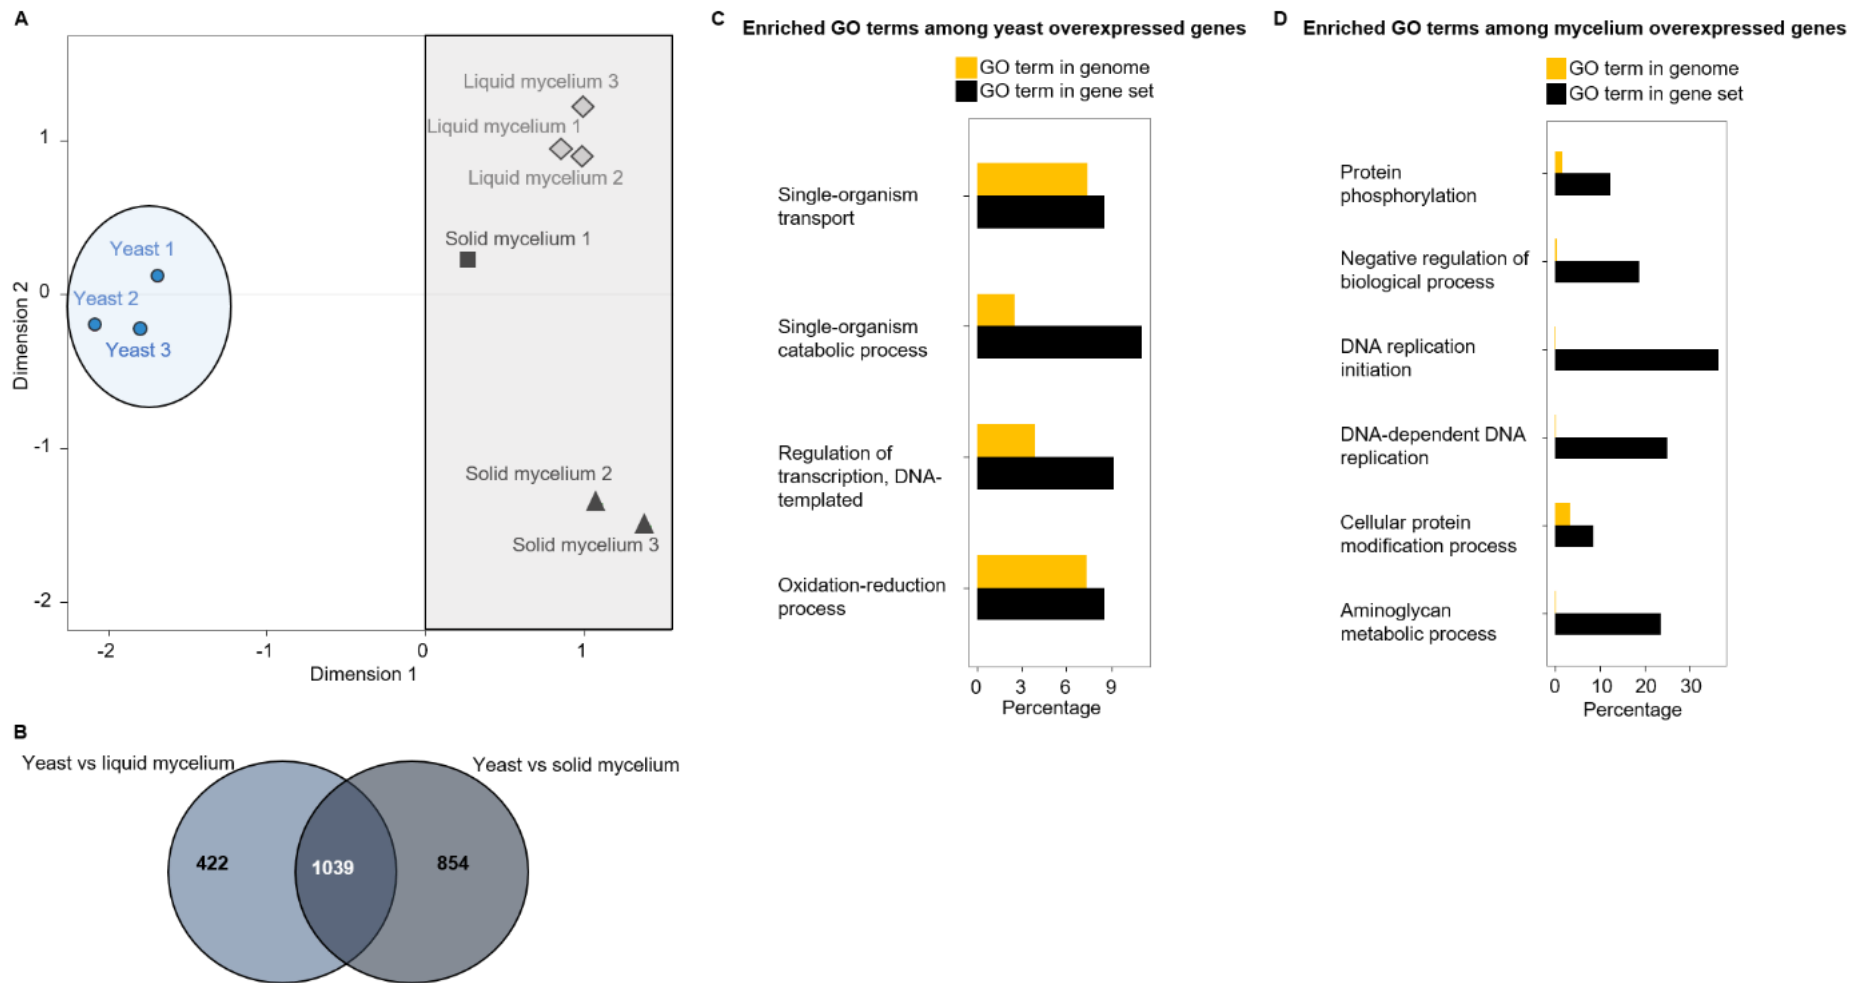 A
Liquid mycelium 3
Liquid mycelium 1
Liquid mycelium 2
Solid mycelium 1
Yeast 1
Yeast 2
Yeast 3
Solid mycelium 2
Solid mycelium 3
1
0
-1
-2
Dimension 2
-2
-1
0
1
Dimension 1
B
Yeast vs liquid mycelium
Yeast vs solid mycelium
422
1039
854
C
Enriched GO terms among yeast overexpressed genes
GO term in genome
GO term in gene set
Single-organism
transport
Single-organism
catabolic process
Regulation of
transcription, DNA-
templated
Oxidation-reduction
process
0
3
6
9
Percentage
D
Enriched GO terms among mycelium overexpressed genes
GO term in genome
GO term in gene set
Protein
phosphorylation
Negative regulation of
biological process
DNA replication
initiation
DNA-dependent DNA
replication
Cellular protein
modification process
Aminoglycan
metabolic process
0
10
20
30
Percentage